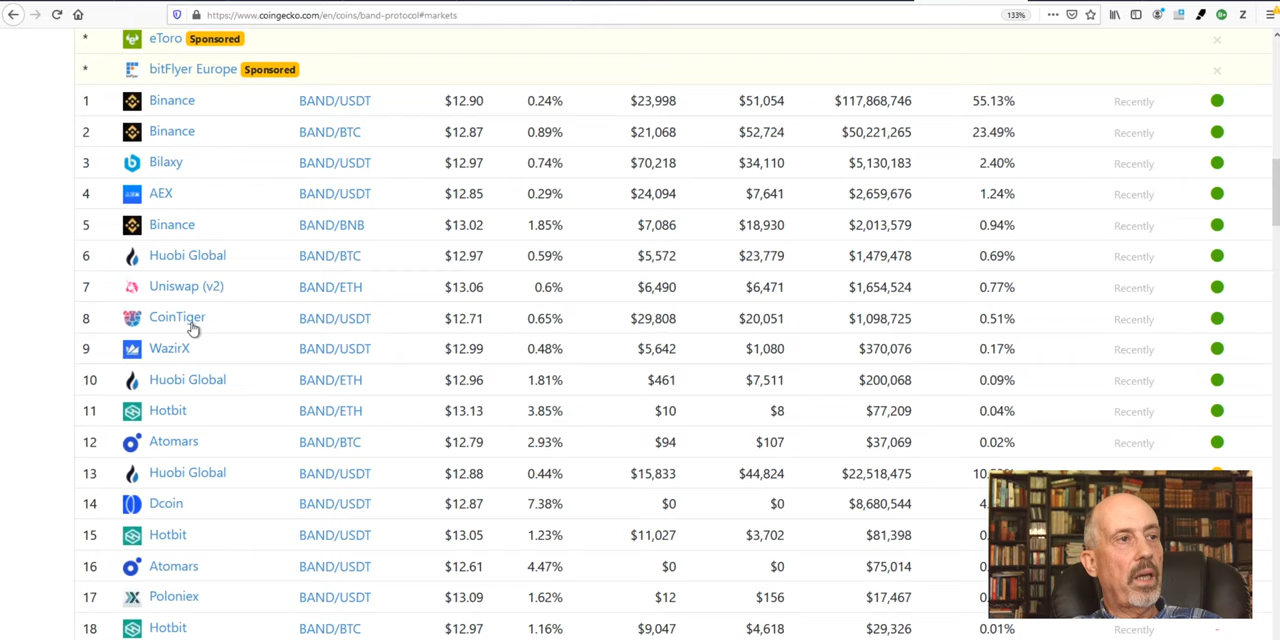 https://www.coingecko.com/en/coins/band-protocol#markets 133% Z
* eToro Sponsored ×
* bitFlyer Europe Sponsored ×
1 Binance BAND/USDT $12.90 0.24% $23,998 $51,054 $117,868,746 55.13% Recently
2 Binance BAND/BTC $12.87 0.89% $21,068 $52,724 $50,221,265 23.49% Recently
3 Bilaxy BAND/USDT $12.97 0.74% $70,218 $34,110 $5,130,183 2.40% Recently
4 AEX BAND/USDT $12.85 0.29% $24,094 $7,641 $2,659,676 1.24% Recently
5 Binance BAND/BNB $13.02 1.85% $7,086 $18,930 $2,013,579 0.94% Recently
6 Huobi Global BAND/BTC $12.97 0.59% $5,572 $23,779 $1,479,478 0.69% Recently
7 Uniswap (v2) BAND/ETH $13.06 0.6% $6,490 $6,471 $1,654,524 0.77% Recently
8 CoinTiger BAND/USDT $12.71 0.65% $29,808 $20,051 $1,098,725 0.51% Recently
9 WazirX BAND/USDT $12.99 0.48% $5,642 $1,080 $370,076 0.17% Recently
10 Huobi Global BAND/ETH $12.96 1.81% $461 $7,511 $200,068 0.09% Recently
11 Hotbit BAND/ETH $13.13 3.85% $10 $8 $77,209 0.04% Recently
12 Atomars BAND/BTC $12.79 2.93% $94 $107 $37,069 0.02% Recently
13 Huobi Global BAND/USDT $12.88 0.44% $15,833 $44,824 $22,518,475
14 Dcoin BAND/USDT $12.87 7.38% $0 $0 $8,680,544
15 Hotbit BAND/USDT $13.05 1.23% $11,027 $3,702 $81,398
16 Atomars BAND/USDT $12.61 4.47% $0 $0 $75,014
17 Poloniex BAND/USDT $13.09 1.62% $12 $156 $17,467
18 Hotbit BAND/BTC $12.97 1.16% $9,047 $4,618 $29,326 0.01% Recently -